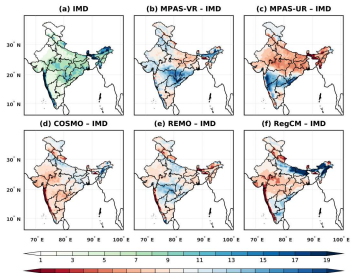 (a) IMD
(b) MPAS-VR – IMD
(c) MPAS-UR – IMD
30° N
20° N
10° N
(d) COSMO – IMD
(e) REMO – IMD
(f) RegCM – IMD
30° N
20° N
10° N
70° E 80° E 90° E 100° E 70° E 80° E 90° E 100° E 70° E 80° E 90° E 100° E
1 3 5 7 9 11 13 15 17 19